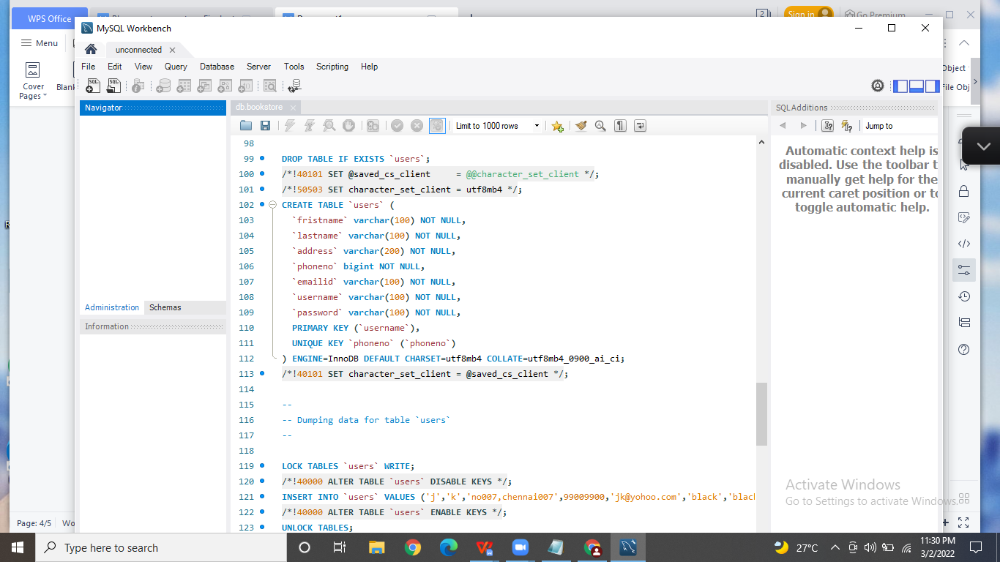 WPS Office
2
Sign in
Go Premium
MySQL Workbench
Menu
unconnected
File Edit View Query Database Server Tools Scripting Help
Cover Pages
Blank
Object
File Obj
Navigator
db.bookstore
SQLAdditions
Limit to 1000 rows
Jump to
Automatic context help is
disabled. Use the toolbar t
manually get help for the
current caret position or to
toggle automatic help.
98
99 DROP TABLE IF EXISTS `users`;
100 /*!40101 SET @saved_cs_client     = @@character_set_client */;
101 /*!50503 SET character_set_client = utf8mb4 */;
102 CREATE TABLE `users` (
103 `fristname` varchar(100) NOT NULL,
104 `lastname` varchar(100) NOT NULL,
105 `address` varchar(200) NOT NULL,
106 `phoneno` bigint NOT NULL,
107 `emailid` varchar(100) NOT NULL,
108 `username` varchar(100) NOT NULL,
109 `password` varchar(100) NOT NULL,
110 PRIMARY KEY (`username`),
111 UNIQUE KEY `phoneno` (`phoneno`)
112 ) ENGINE=InnoDB DEFAULT CHARSET=utf8mb4 COLLATE=utf8mb4_0900_ai_ci;
113 /*!40101 SET character_set_client = @saved_cs_client */;
114
115 --
116 -- Dumping data for table `users`
117 --
118
119 LOCK TABLES `users` WRITE;
120 /*!40000 ALTER TABLE `users` DISABLE KEYS */;
121 INSERT INTO `users` VALUES ('j','k','no007,chennai007',99009900,'jk@yohoo.com','black','blac
122 /*!40000 ALTER TABLE `users` ENABLE KEYS */;
123 UNLOCK TABLES;
Administration Schemas
Information
Activate Windows
Go to Settings to activate Windows.
Page: 4/5 Wo
Type here to search
27°C
11:30 PM
3/2/2022